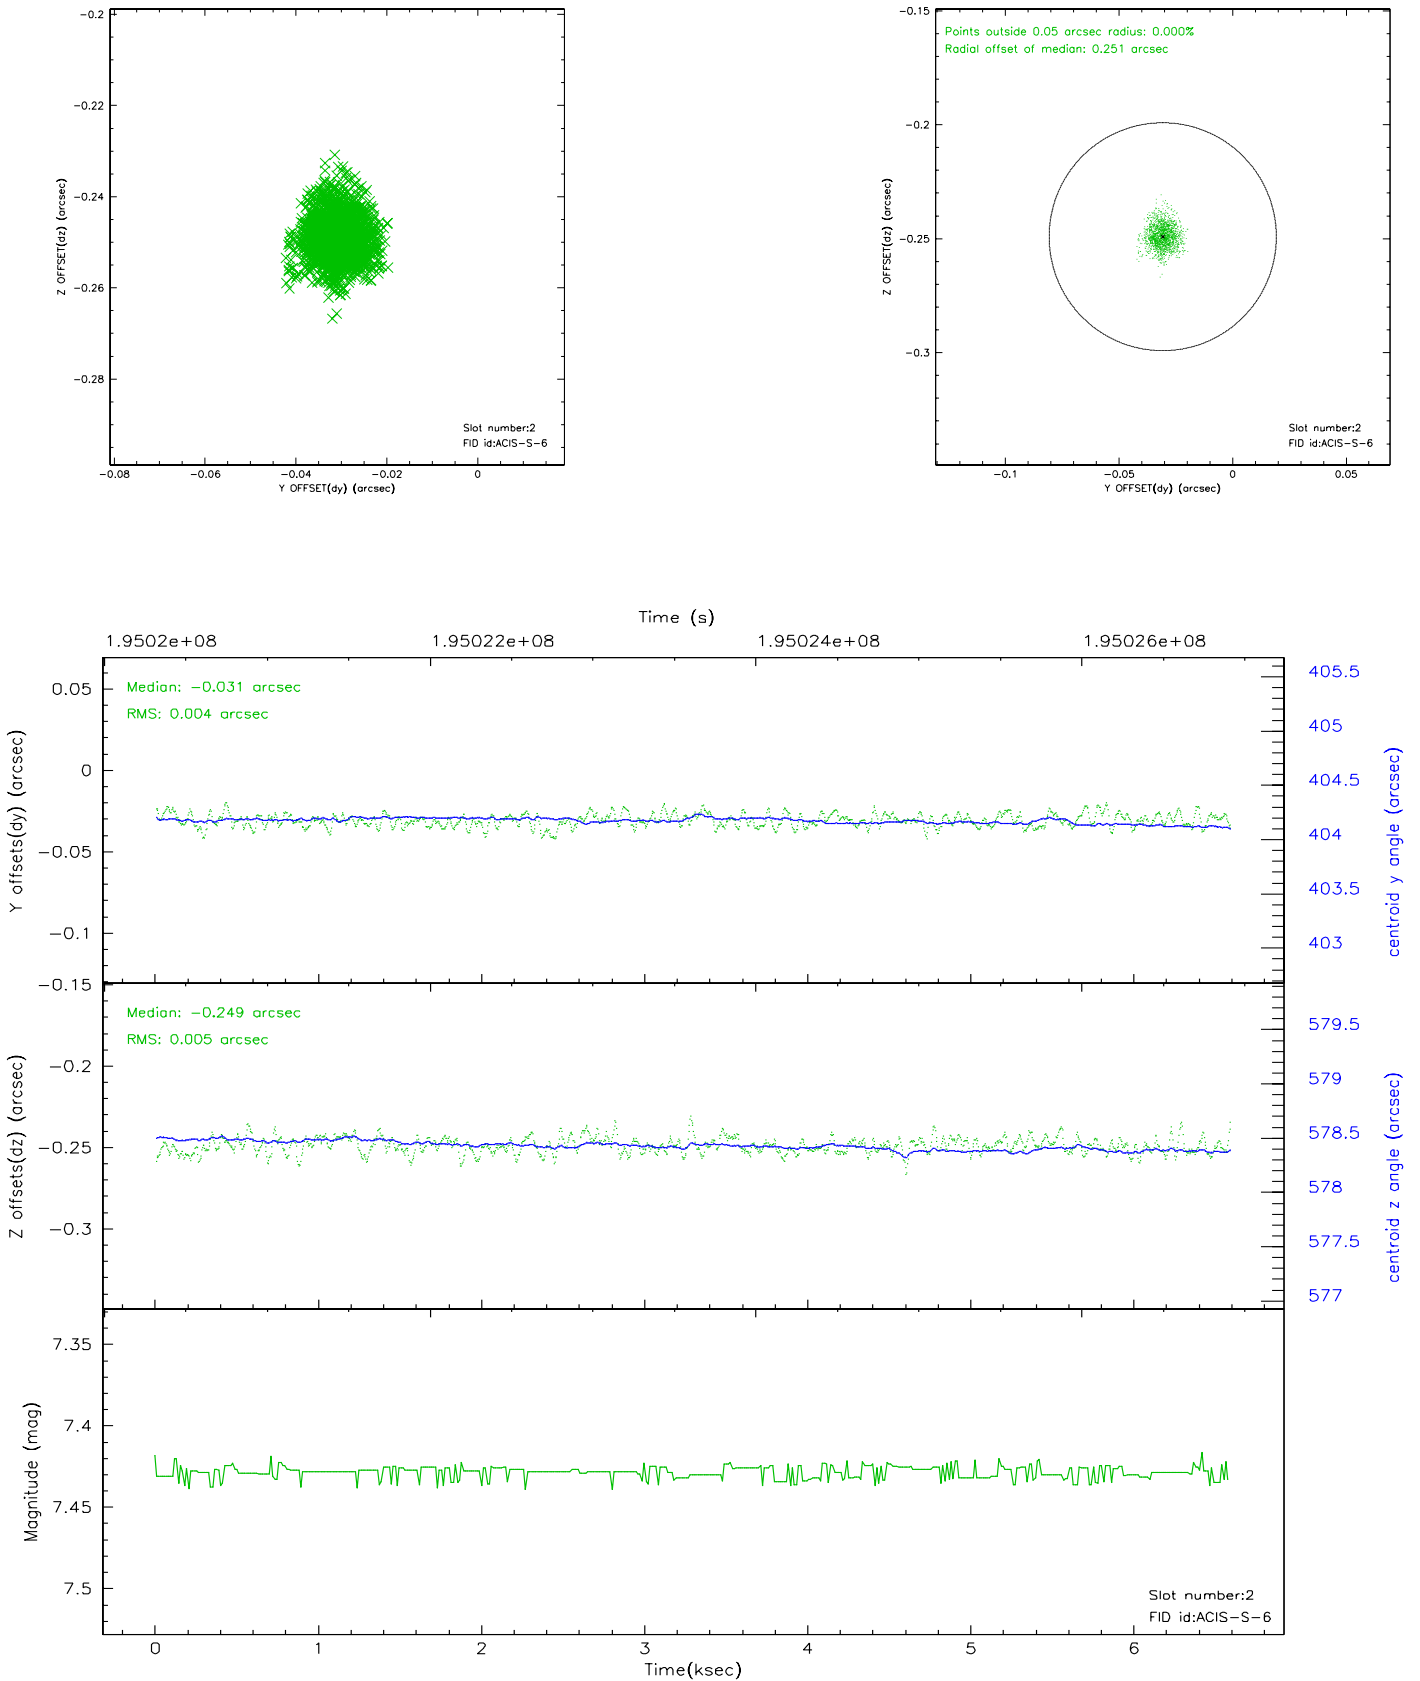 -0.2
-0.22
-0.24
-0.26
-0.28
Z OFFSET(dz) (arcsec)
Slot number:2
FID id:ACIS-S-6
-0.08 -0.06 -0.04 -0.02 0
Y OFFSET(dy) (arcsec)
-0.15
-0.2
-0.25
-0.3
Z OFFSET(dz) (arcsec)
Points outside 0.05 arcsec radius: 0.000%
Radial offset of median: 0.251 arcsec
Slot number:2
FID id:ACIS-S-6
-0.1 -0.05 0 0.05
Y OFFSET(dy) (arcsec)
Time (s)
1.9502e+08 1.95022e+08 1.95024e+08 1.95026e+08
0.05
0
-0.05
-0.1
-0.15
Y offsets(dy) (arcsec)
Median: -0.031 arcsec
RMS: 0.004 arcsec
405.5
405
404.5
404
403.5
403
centroid y angle (arcsec)
-0.2
-0.25
-0.3
Z offsets(dz) (arcsec)
Median: -0.249 arcsec
RMS: 0.005 arcsec
579.5
579
578.5
578
577.5
577
centroid z angle (arcsec)
7.35
7.4
7.45
7.5
Magnitude (mag)
Slot number:2
FID id:ACIS-S-6
0 1 2 3 4 5 6
Time(ksec)